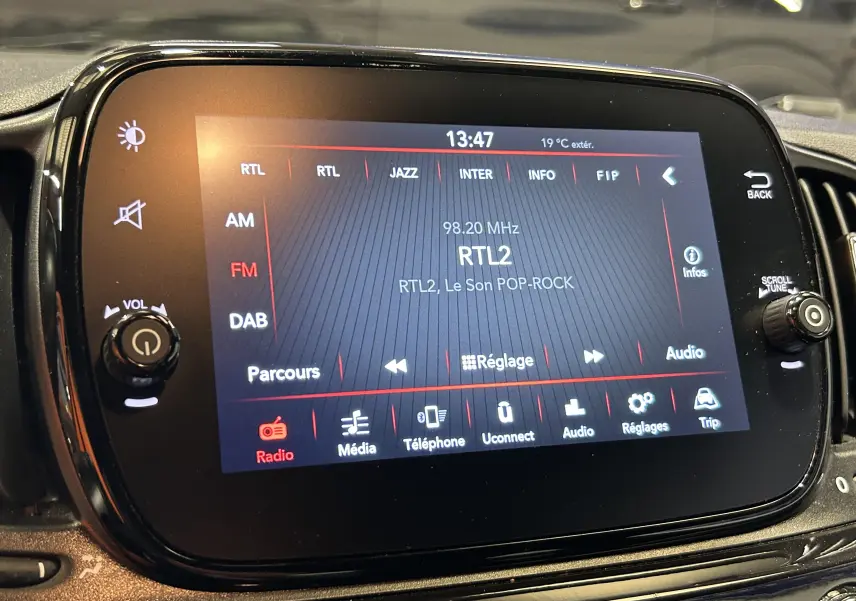 13:47 19 °C extér.
RTL RTL JAZZ INTER INFO FIP
BACK
AM
98.20 MHz
FM
RTL2
Infos
RTL2, Le Son POP-ROCK
SCROLL
TUNE
VOL
DAB
Parcours Réglage Audio
Radio Média Téléphone Uconnect Audio Réglages Trip
0